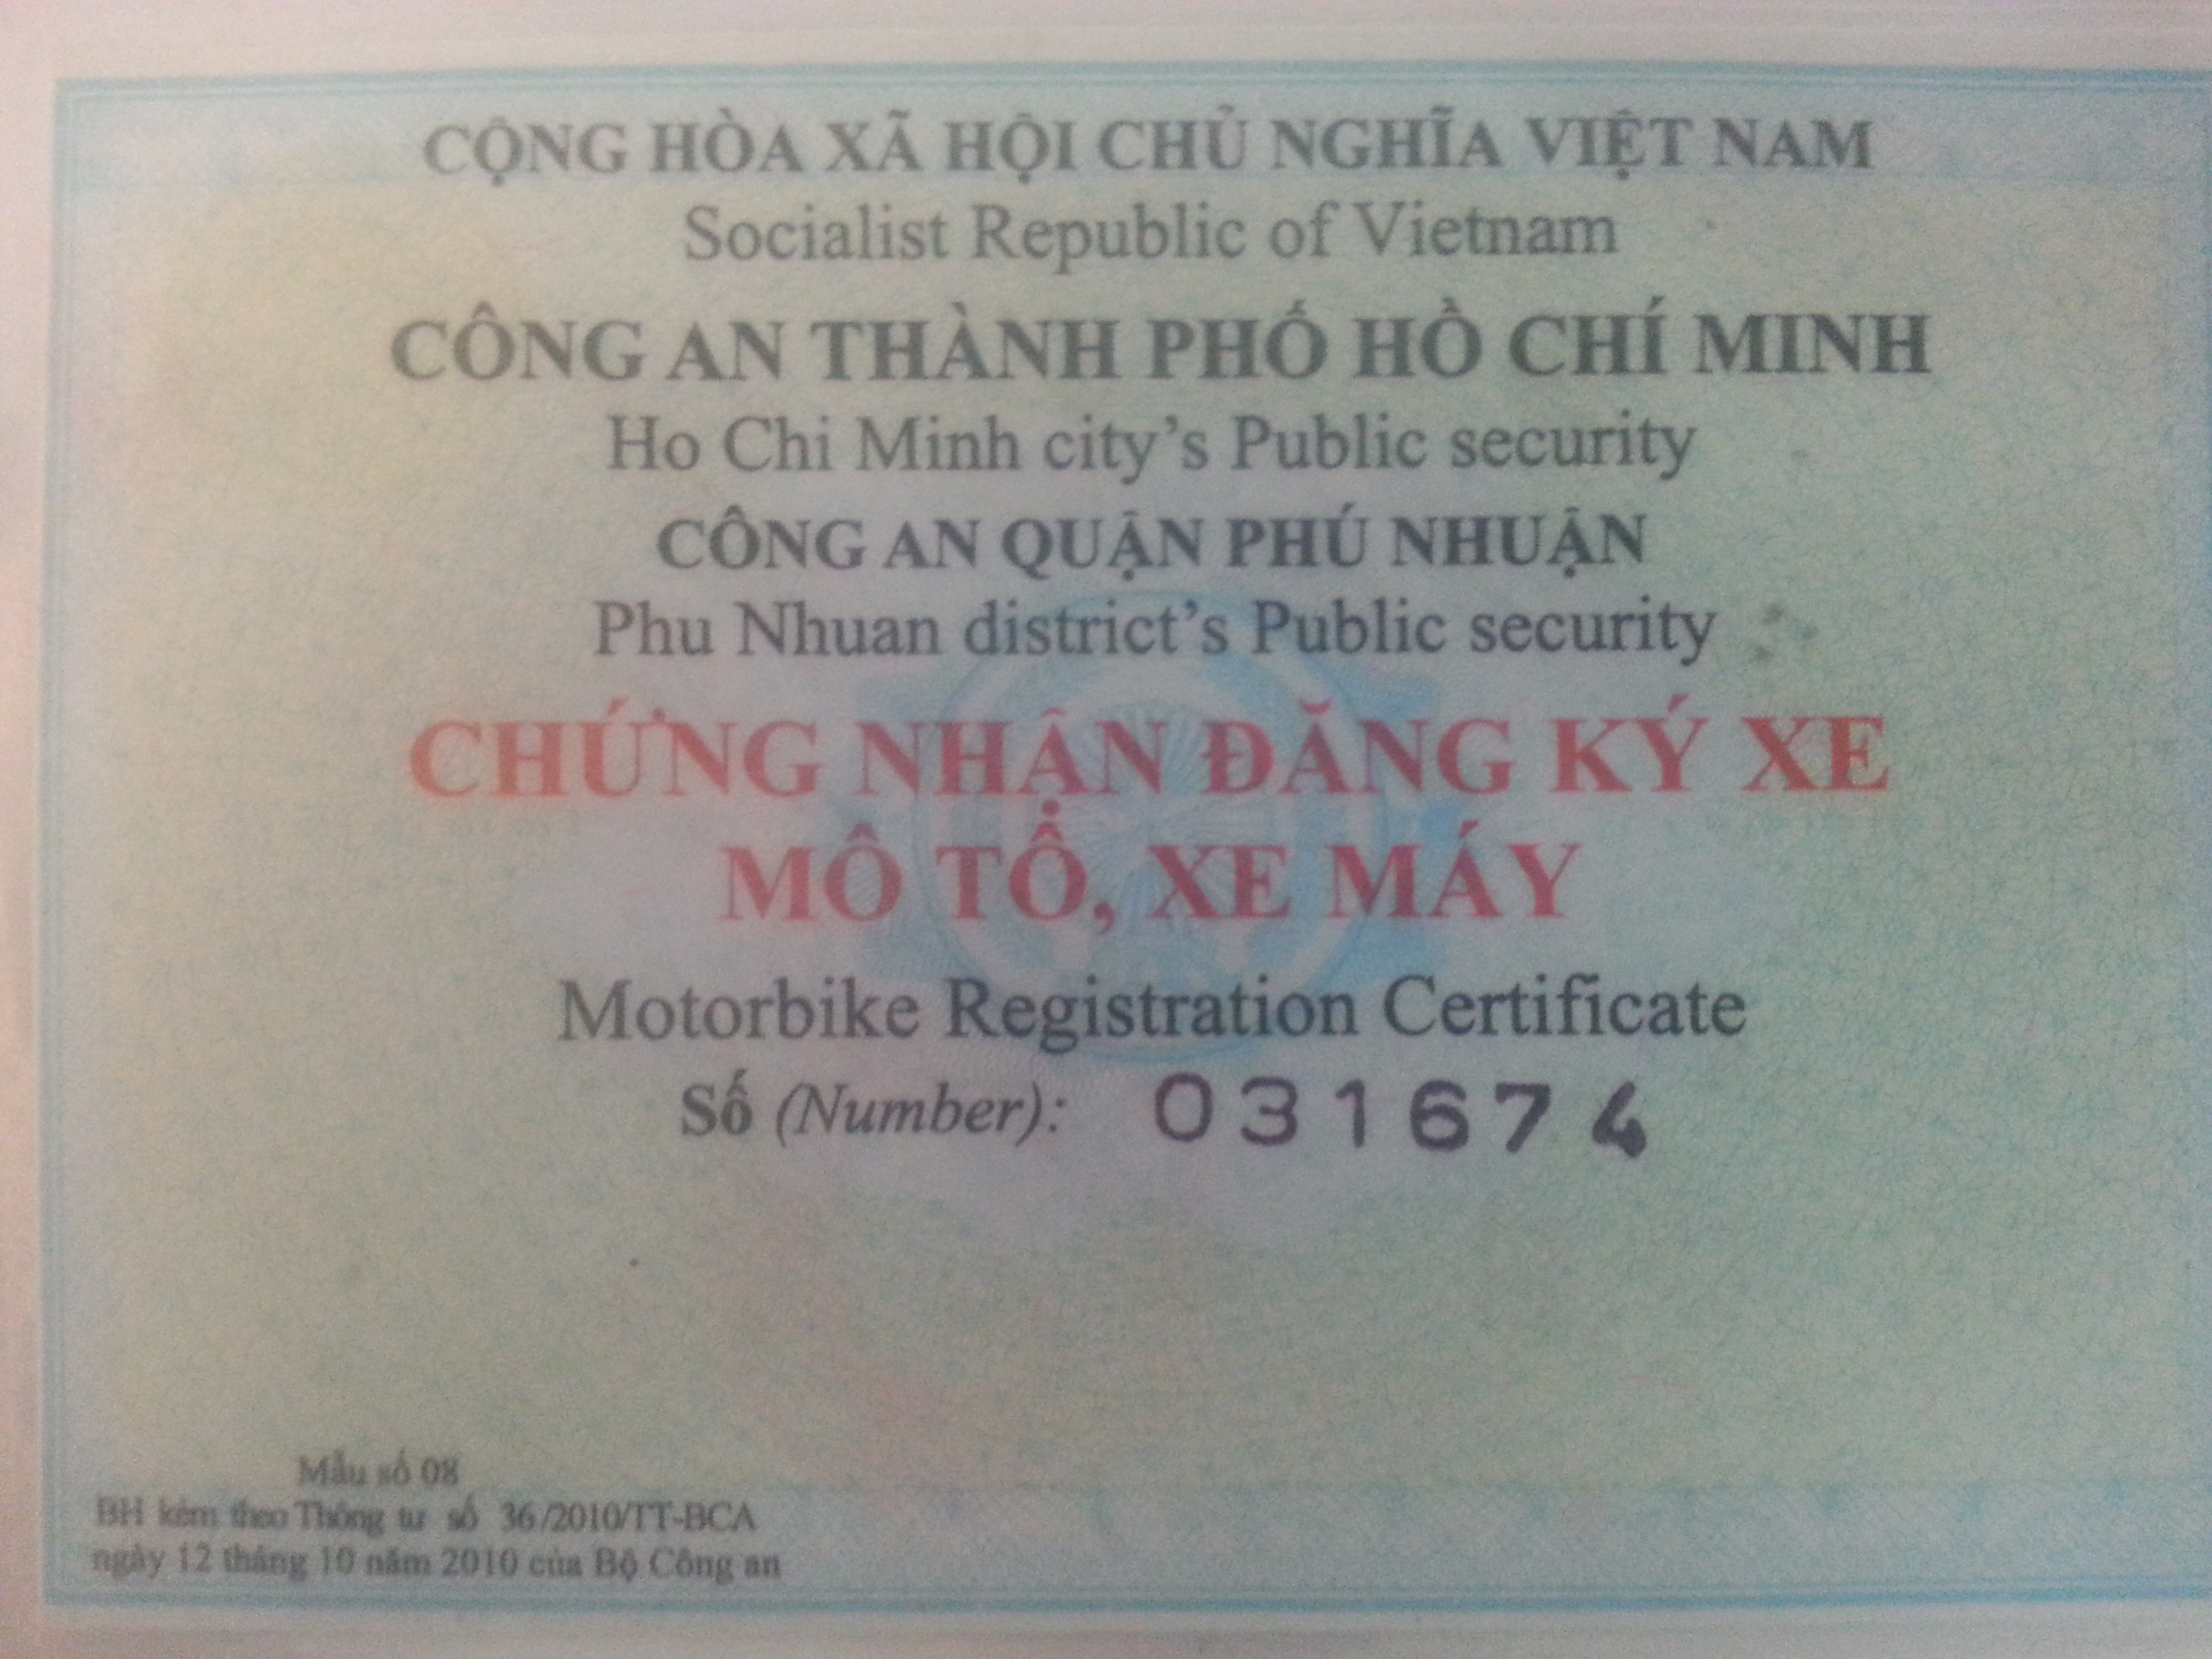 CỘNG HÒA XÃ HỘI CHỦ NGHĨA VIỆT NAM
Socialist Republic of Vietnam
CÔNG AN THÀNH PHỐ HỒ CHÍ MINH
Ho Chi Minh city's Public security
CÔNG AN QUẬN PHÚ NHUẬN
Phu Nhuan district's Public security
CHỨNG NHẬN ĐĂNG KÝ XE
MÔ TÔ, XE MÁY
Motorbike Registration Certificate
Số (Number): 031674
Mẫu số 08
BH kèm theo Thông tư số 36/2010/TT-BCA
ngày 12 tháng 10 năm 2010 của Bộ Công an